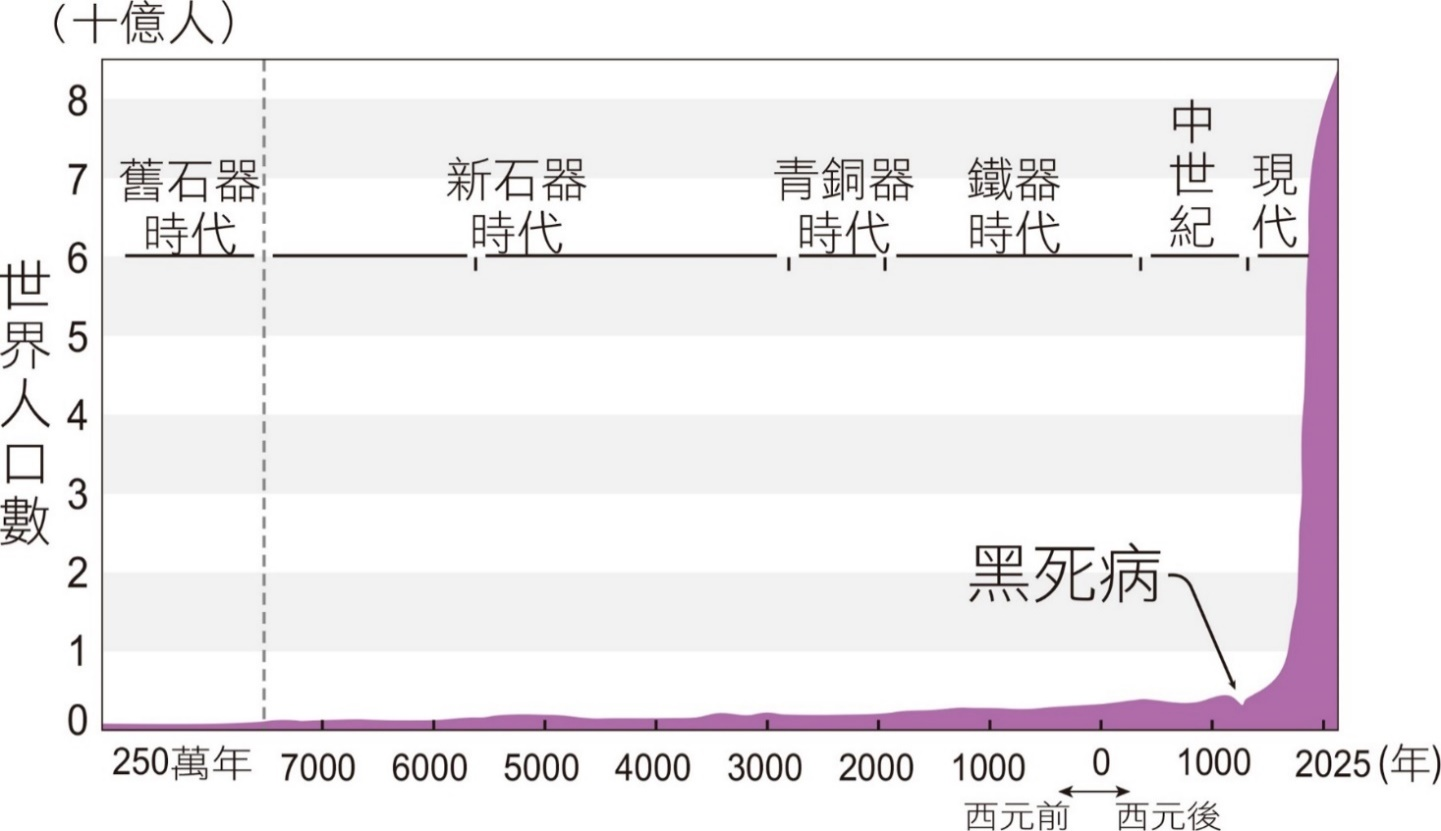 （十億人）
8
7
6
5
4
3
2
1
0
世界人口數
舊石器
時代
新石器
時代
青銅器
時代
鐵器
時代
中世紀
現代
黑死病
250萬年 7000 6000 5000 4000 3000 2000 1000 0 1000 2025 (年)
西元前 西元後